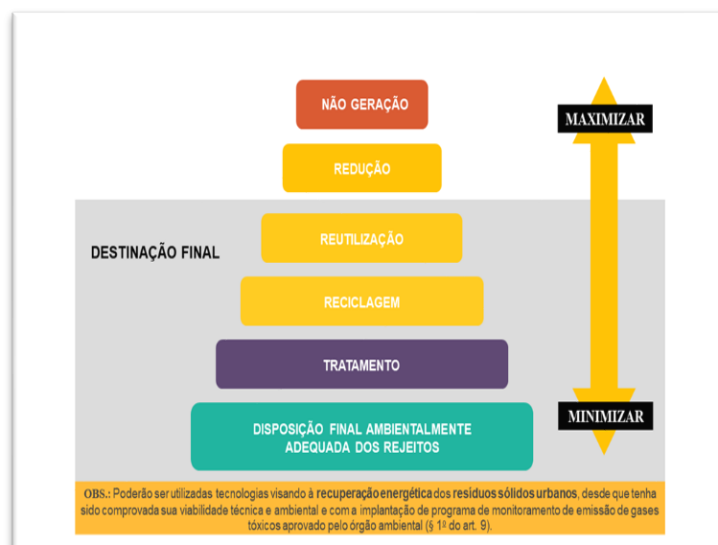 NÃO GERAÇÃO
MAXIMIZAR
REDUÇÃO
REUTILIZAÇÃO
DESTINAÇÃO FINAL
RECICLAGEM
TRATAMENTO
MINIMIZAR
DISPOSIÇÃO FINAL AMBIENTALMENTE
ADEQUADA DOS REJEITOS
OBS.: Poderão ser utilizadas tecnologias visando à recuperação energética dos resíduos sólidos urbanos, desde que tenha
sido comprovada sua viabilidade técnica e ambiental e com a implantação de programa de monitoramento de emissão de gases
tóxicos aprovado pelo órgão ambiental (§ 1º do art. 9).